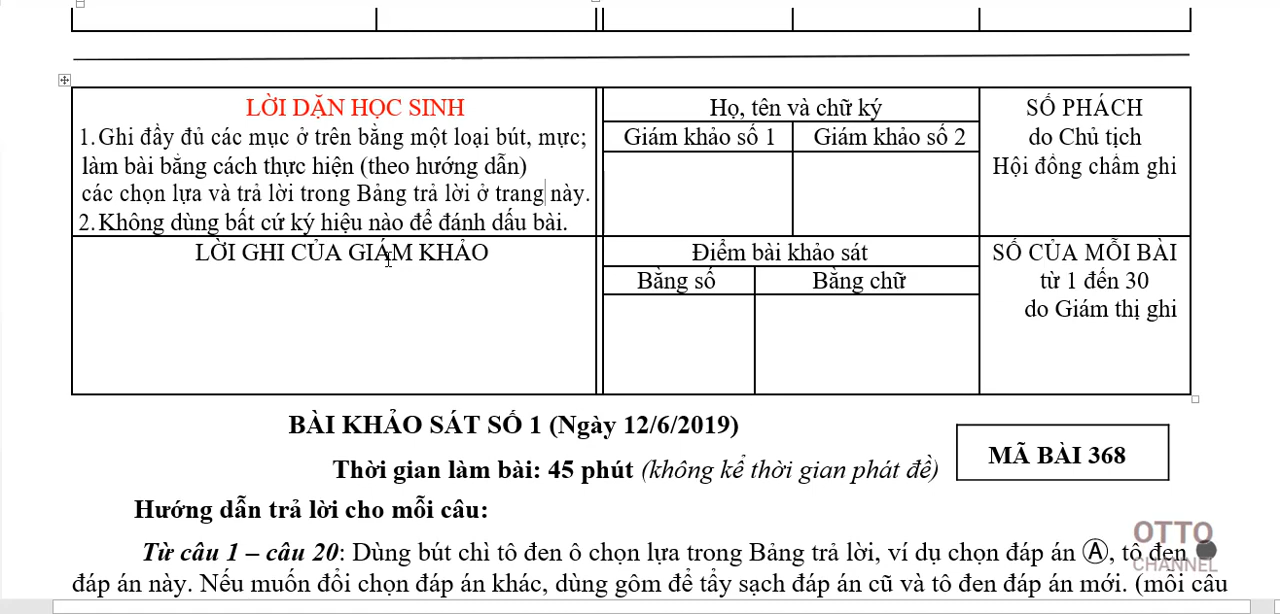 LỜI DẶN HỌC SINH
1. Ghi đầy đủ các mục ở trên bằng một loại bút, mực;
làm bài bằng cách thực hiện (theo hướng dẫn)
các chọn lựa và trả lời trong Bảng trả lời ở trang này.
2. Không dùng bất cứ ký hiệu nào để đánh dấu bài.
Họ, tên và chữ ký
Giám khảo số 1
Giám khảo số 2
SỐ PHÁCH
do Chủ tịch
Hội đồng chấm ghi
LỜI GHI CỦA GIÁM KHẢO
Điểm bài khảo sát
Bằng số
Bằng chữ
SỐ CỦA MỖI BÀI
từ 1 đến 30
do Giám thị ghi
BÀI KHẢO SÁT SỐ 1 (Ngày 12/6/2019)
MÃ BÀI 368
Thời gian làm bài: 45 phút (không kể thời gian phát đề)
Hướng dẫn trả lời cho mỗi câu:
Từ câu 1 – câu 20: Dùng bút chì tô đen ô chọn lựa trong Bảng trả lời, ví dụ chọn đáp án Ⓐ, tô đen ⬤
đáp án này. Nếu muốn đổi chọn đáp án khác, dùng gôm để tẩy sạch đáp án cũ và tô đen đáp án mới. (mỗi câu
OTTO
CHANNEL